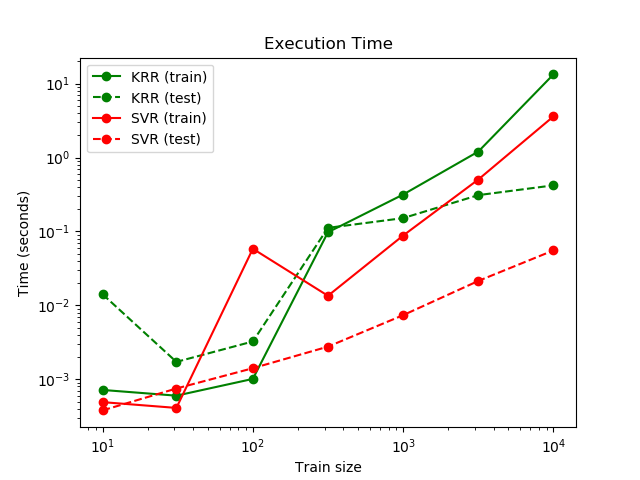 Execution Time
KRR (train)
KRR (test)
SVR (train)
SVR (test)
Time (seconds)
10¹
10⁰
10⁻¹
10⁻²
10⁻³
10¹
10²
10³
10⁴
Train size